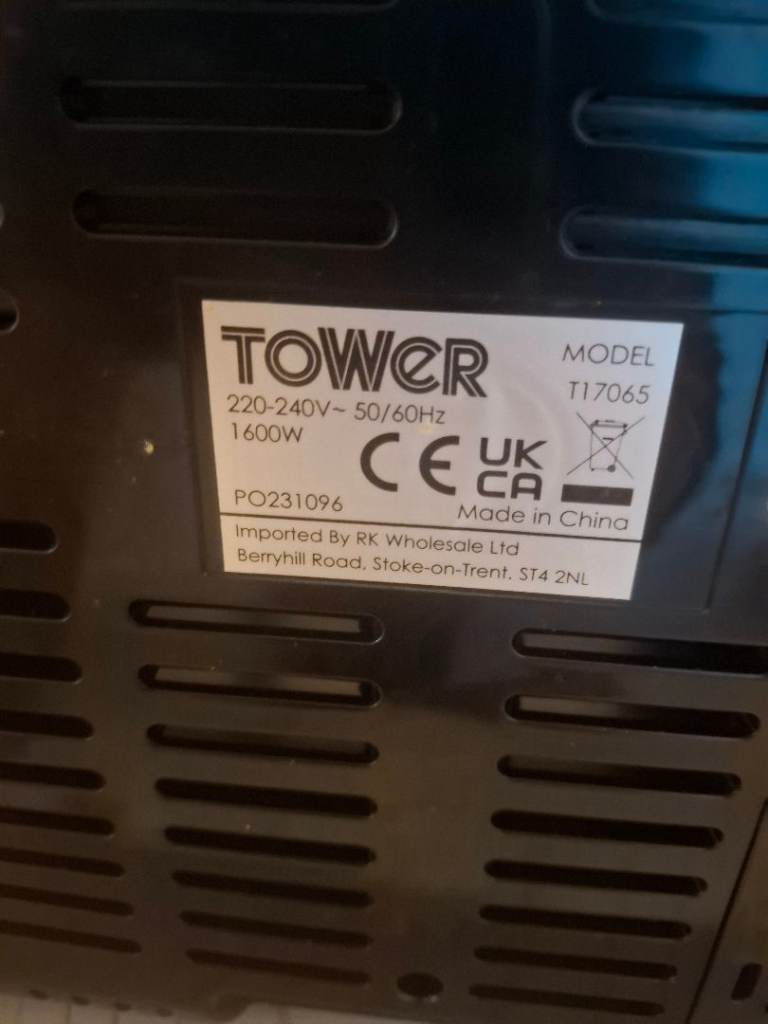 TOWER
MODEL
T17065
220-240V~ 50/60Hz
1600W
CE
UK
CA
PO231096
Made in China
Imported By RK Wholesale Ltd
Berryhill Road, Stoke-on-Trent. ST4 2NL